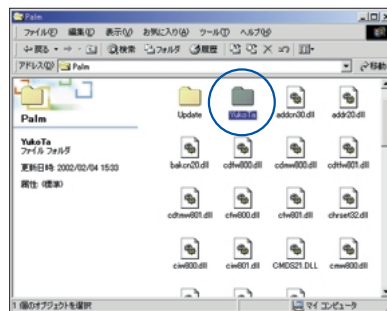 Palm
ファイル(F) 編集(E) 表示(V) お気に入り(A) ツール(T) ヘルプ(H)
戻る 検索 フォルダ 履歴
アドレス(D) Palm 移動
Palm
YukoTa
ファイル フォルダ
更新日時: 2002/02/04 15:33
属性: (標準)
Update YukoTa addcn30.dll addr20.dll
bakcn20.dll cdfw800.dll cdmw800.dll cdtfw801.dll
cdtmw801.dll cfw800.dll cfw801.dll chrset32.dll
ciw800.dll ciw801.dll CIMDS21.DLL cmw800.dll
1 個のオブジェクトを選択 マイ コンピュータ